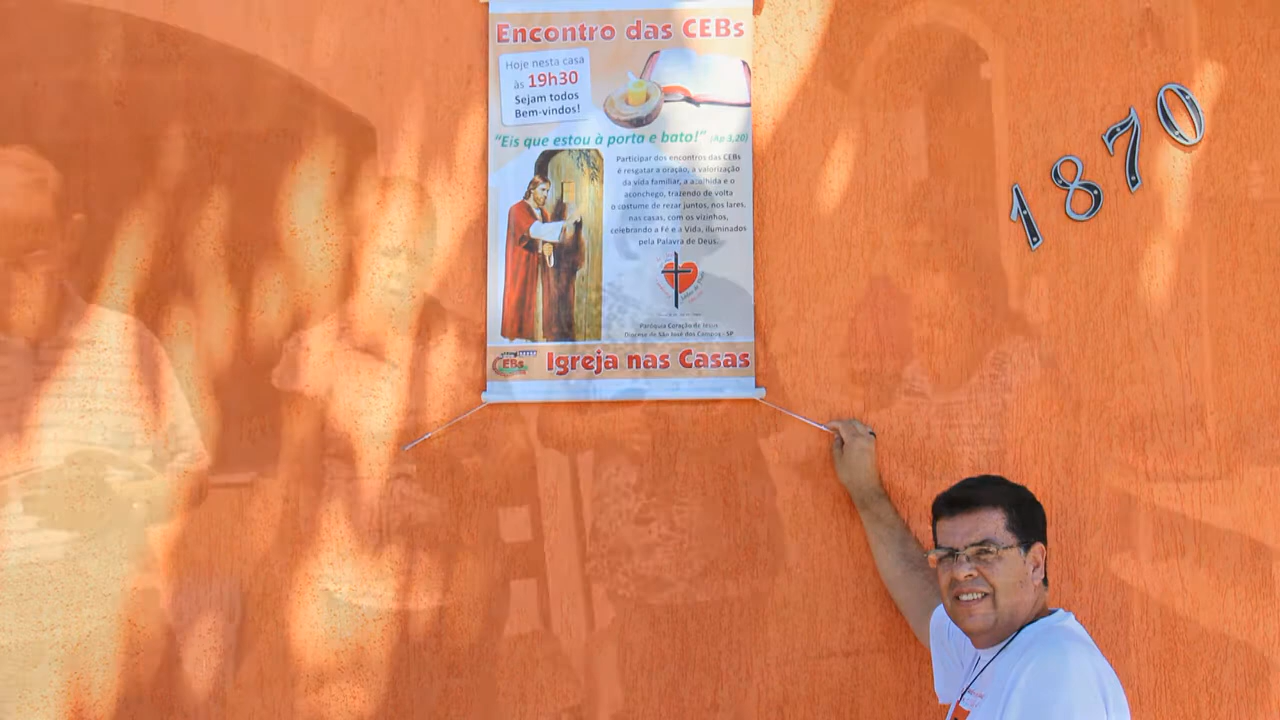 Encontro das CEBs
Hoje nesta casa
às 19h30
Sejam todos
Bem-vindos!
“Eis que estou à porta e bato!” (Ap 3,20)
Participar dos encontros das CEBs
é resgatar a oração, a valorização
da vida familiar, a acolhida e o
aconchego, trazendo de volta
o costume de rezar juntos, nos lares,
nas casas, com os vizinhos,
celebrando a Fé e a Vida, iluminados
pela Palavra de Deus.
Paróquia Coração de Jesus
Diocese de São José dos Campos - SP
CEBs
Igreja nas Casas
1870